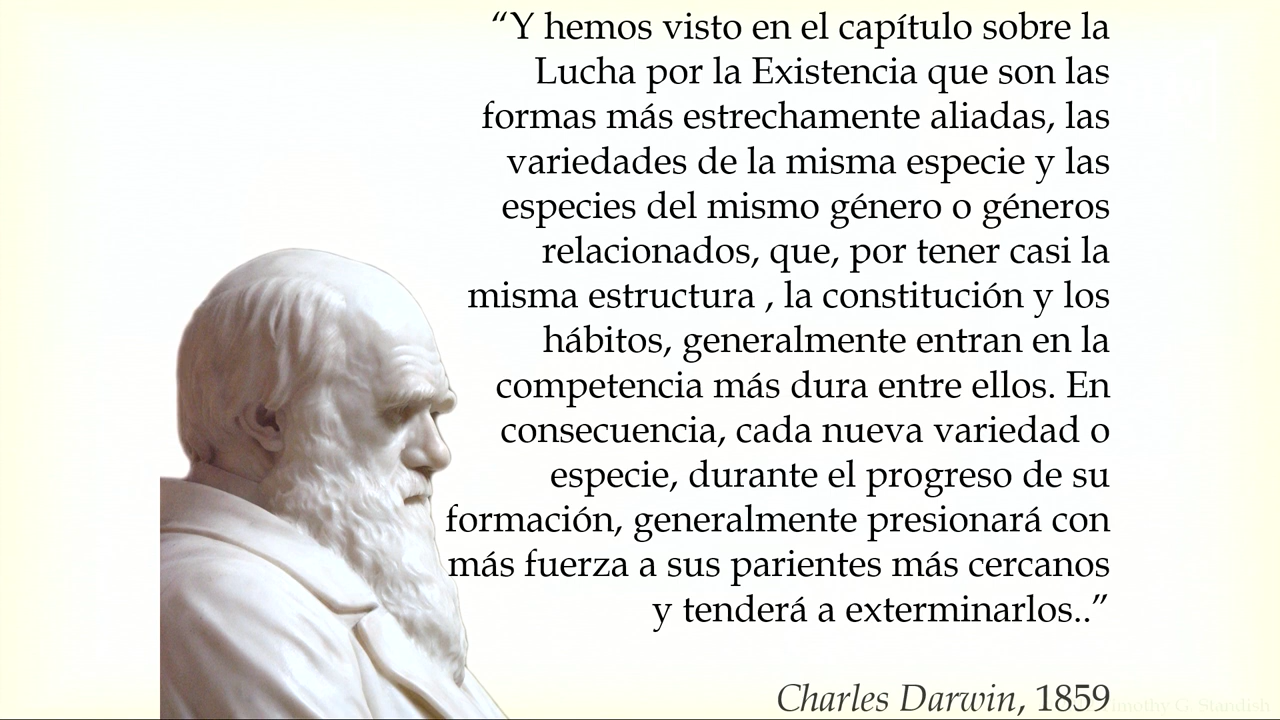 “Y hemos visto en el capítulo sobre la
Lucha por la Existencia que son las
formas más estrechamente aliadas, las
variedades de la misma especie y las
especies del mismo género o géneros
relacionados, que, por tener casi la
misma estructura , la constitución y los
hábitos, generalmente entran en la
competencia más dura entre ellos. En
consecuencia, cada nueva variedad o
especie, durante el progreso de su
formación, generalmente presionará con
más fuerza a sus parientes más cercanos
y tenderá a exterminarlos..”
Charles Darwin, 1859
Timothy G. Standish